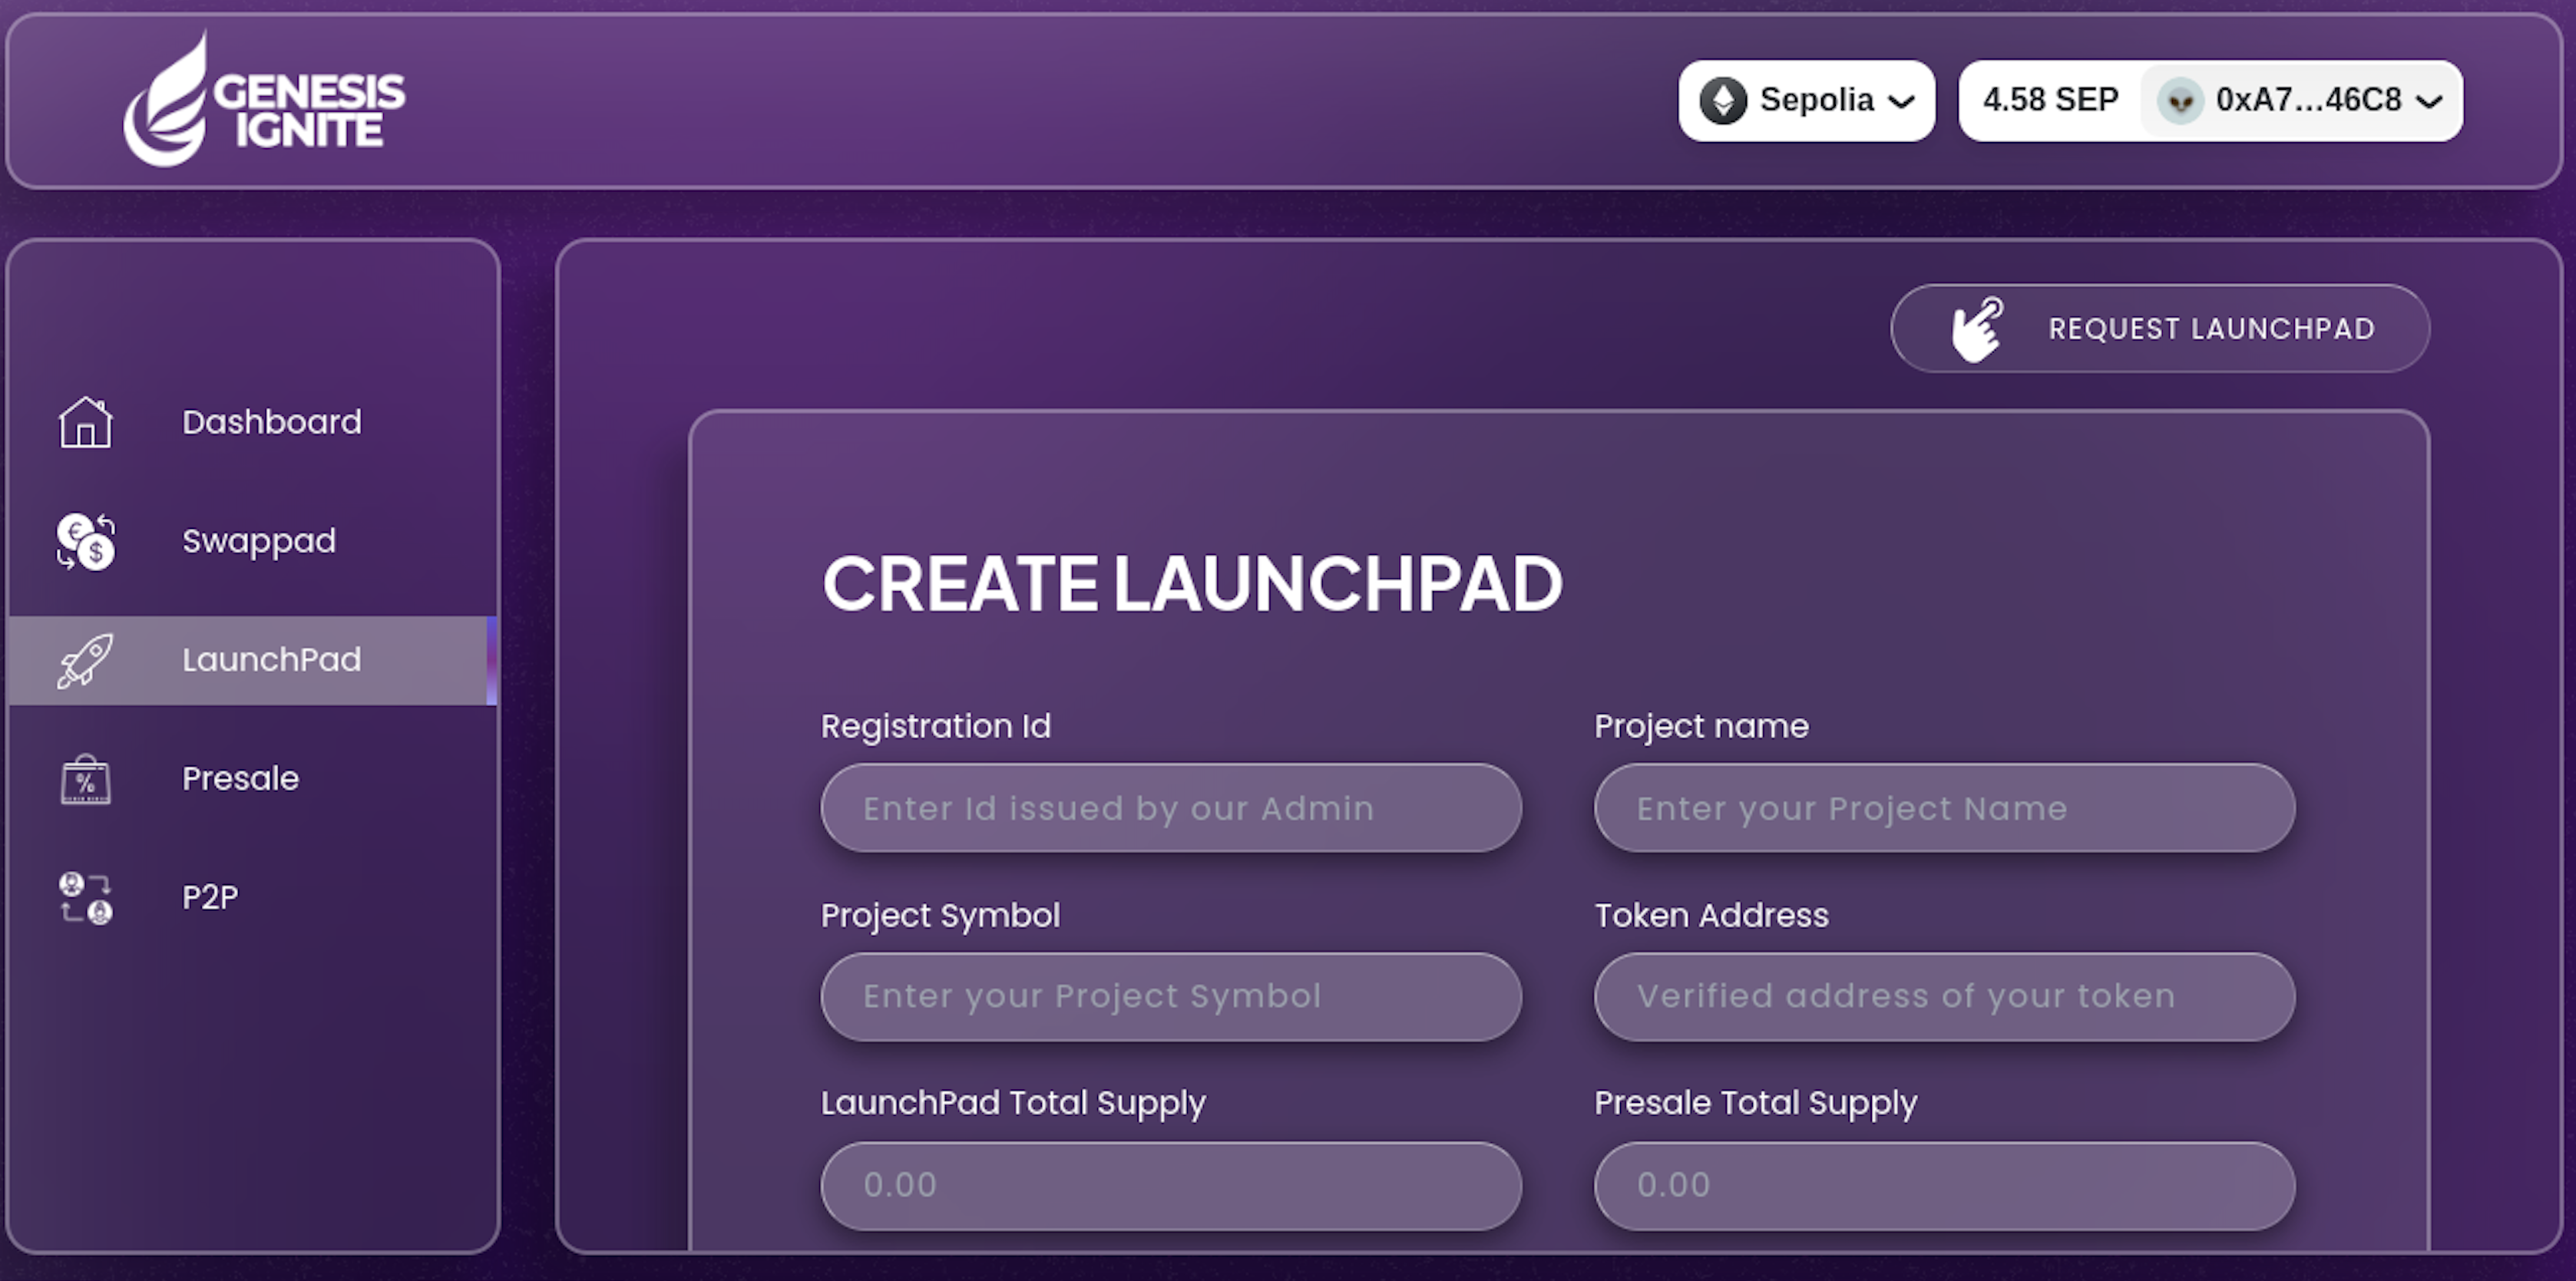 GENESIS
IGNITE
Sepolia
4.58 SEP
0xA7...46C8
REQUEST LAUNCHPAD
Dashboard
Swappad
LaunchPad
Presale
P2P
CREATE LAUNCHPAD
Registration Id
Project name
Enter Id issued by our Admin
Enter your Project Name
Project Symbol
Token Address
Enter your Project Symbol
Verified address of your token
LaunchPad Total Supply
Presale Total Supply
0.00
0.00